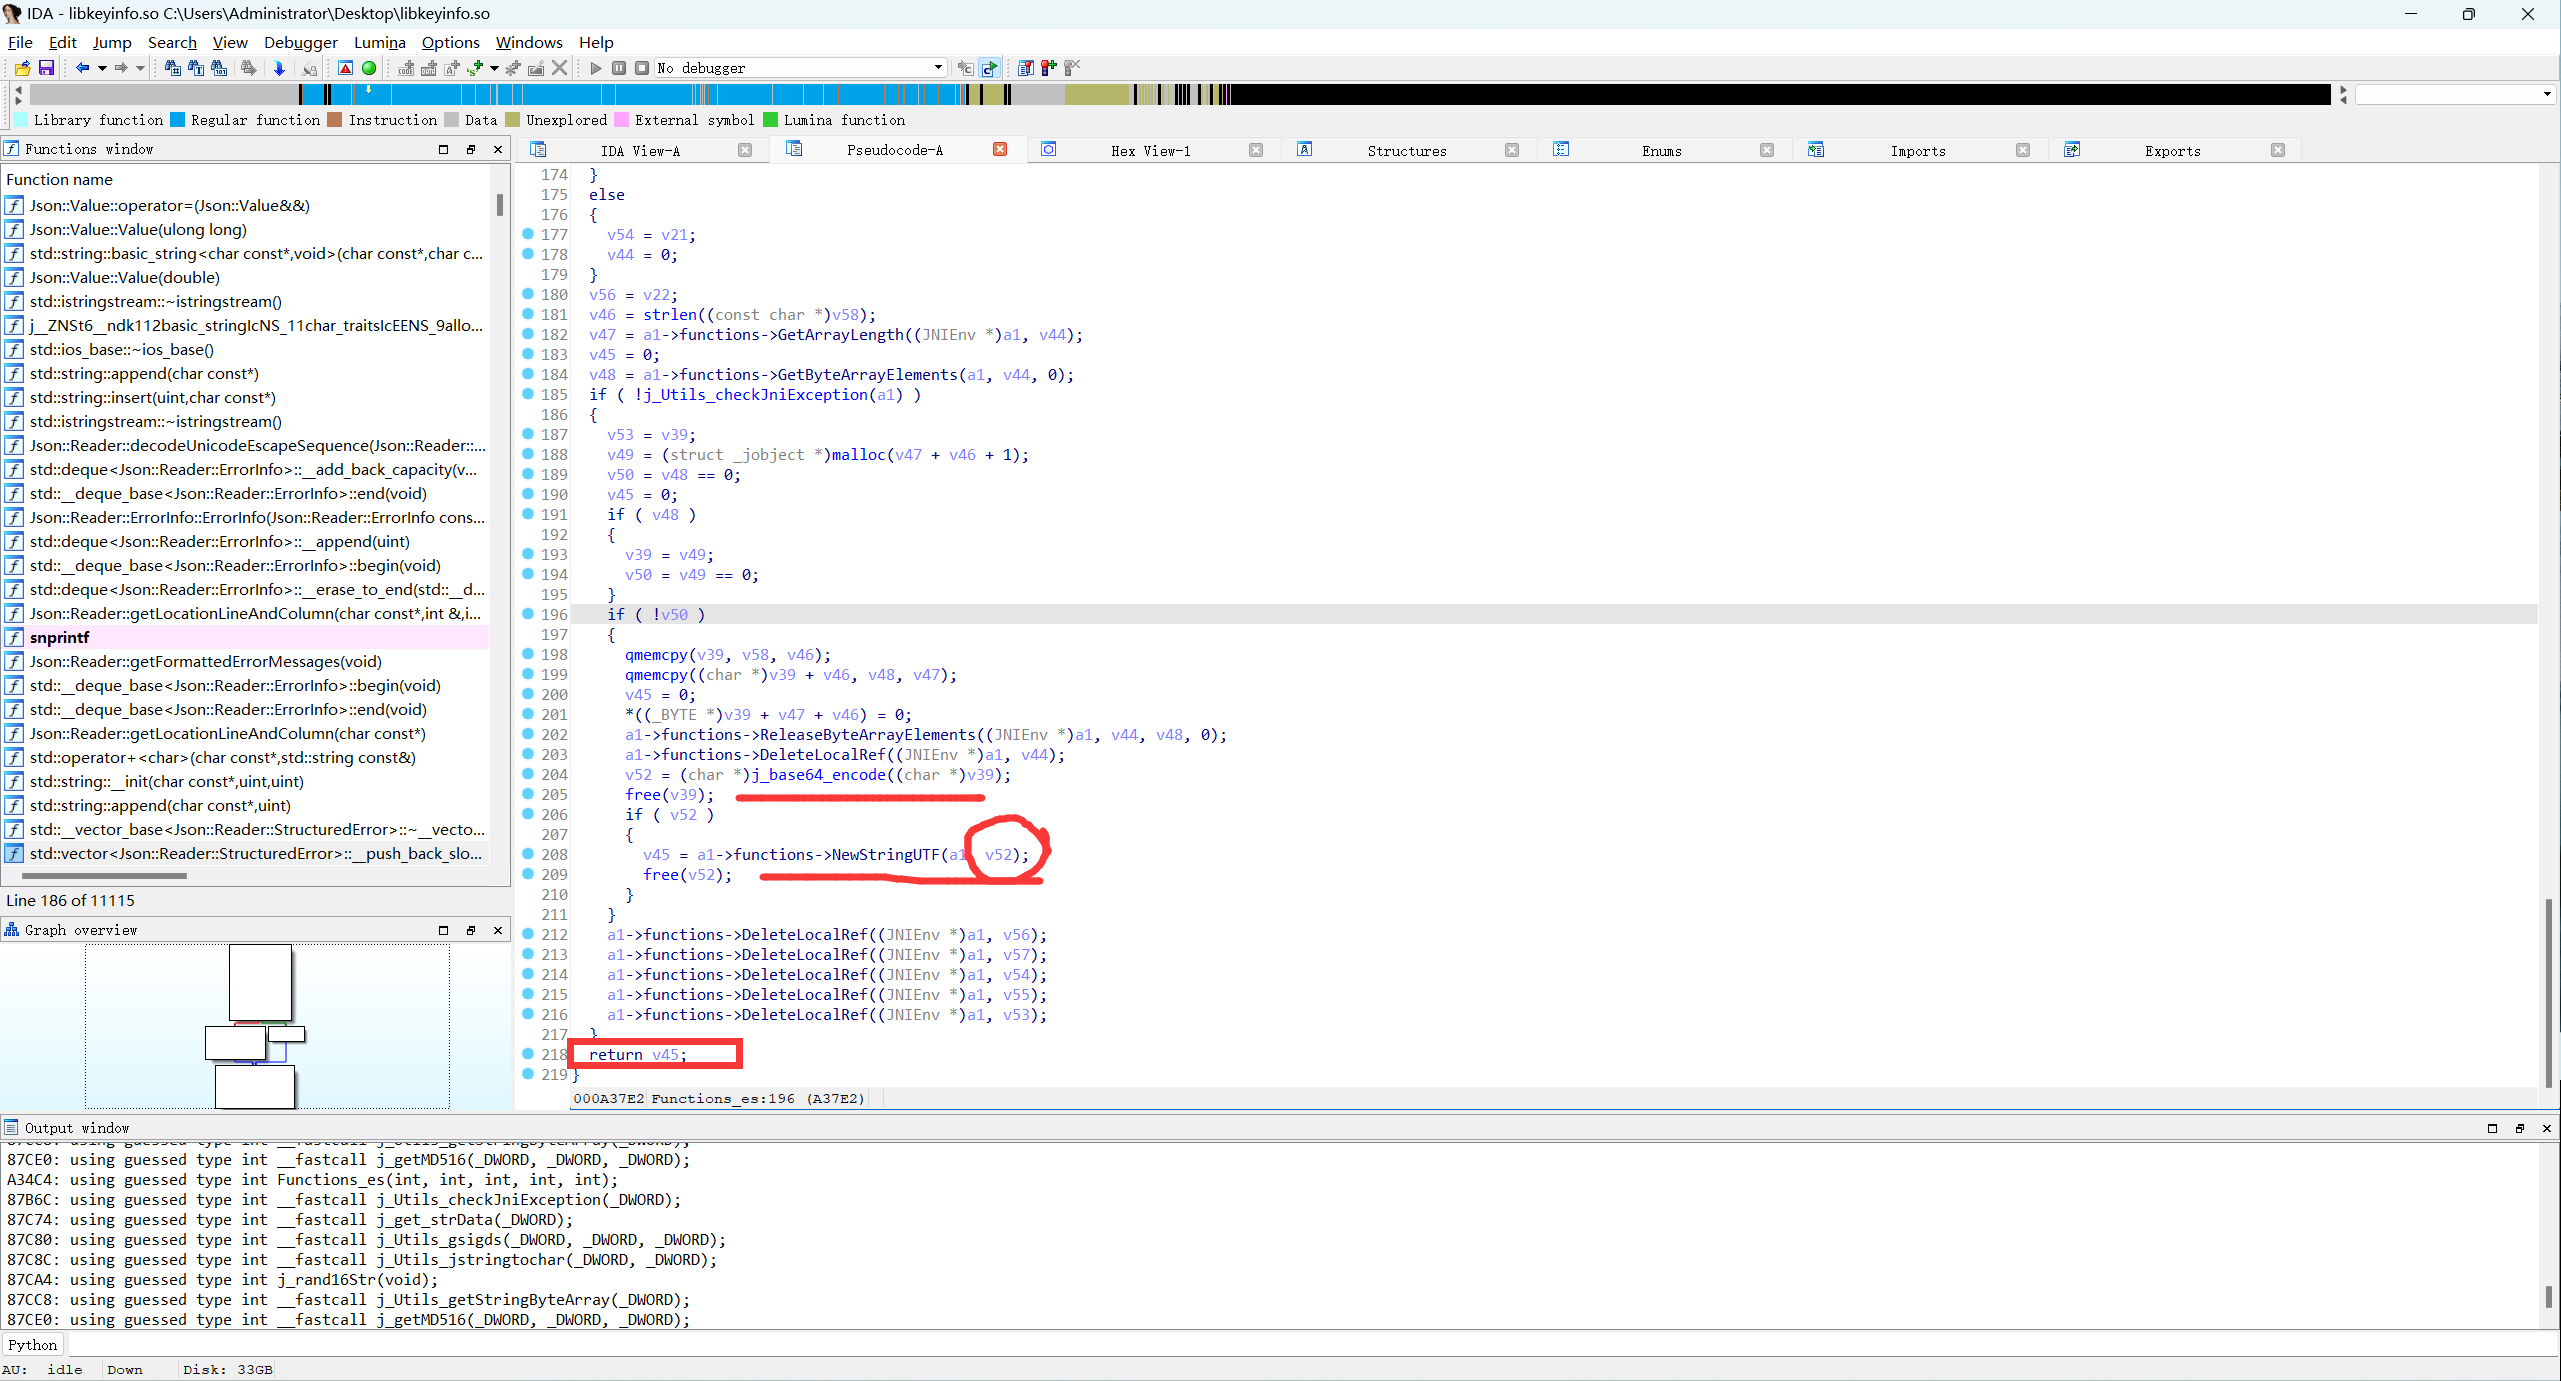 IDA - libkeyinfo.so C:\Users\Administrator\Desktop\libkeyinfo.so
File Edit Jump Search View Debugger Lumina Options Windows Help
No debugger
Library function Regular function Instruction Data Unexplored External symbol Lumina function
Functions window
IDA View-A Pseudocode-A Hex View-1 Structures Enums Imports Exports
Function name
Json::Value::operator=(Json::Value&&)
Json::Value::Value(ulong long)
std::string::basic_string<char const*,void>(char const*,char c...
Json::Value::Value(double)
std::istringstream::~istringstream()
j__ZNSt6__ndk112basic_stringIcNS_11char_traitsIcEENS_9allo...
std::ios_base::~ios_base()
std::string::append(char const*)
std::string::insert(uint,char const*)
std::istringstream::~istringstream()
Json::Reader::decodeUnicodeEscapeSequence(Json::Reader::...
std::deque<Json::Reader::ErrorInfo>::__add_back_capacity(v...
std::__deque_base<Json::Reader::ErrorInfo>::end(void)
Json::Reader::ErrorInfo::ErrorInfo(Json::Reader::ErrorInfo cons...
std::deque<Json::Reader::ErrorInfo>::__append(uint)
std::__deque_base<Json::Reader::ErrorInfo>::begin(void)
std::deque<Json::Reader::ErrorInfo>::__erase_to_end(std::__d...
Json::Reader::getLocationLineAndColumn(char const*,int &,i...
snprintf
Json::Reader::getFormattedErrorMessages(void)
std::__deque_base<Json::Reader::ErrorInfo>::begin(void)
std::__deque_base<Json::Reader::ErrorInfo>::end(void)
Json::Reader::getLocationLineAndColumn(char const*)
std::operator+<char>(char const*,std::string const&)
std::string::__init(char const*,uint,uint)
std::string::append(char const*,uint)
std::__vector_base<Json::Reader::StructuredError>::~__vecto...
std::vector<Json::Reader::StructuredError>::__push_back_slo...
Line 186 of 11115
Graph overview
174 }
175 else
176 {
177 v54 = v21;
178 v44 = 0;
179 }
180 v56 = v22;
181 v46 = strlen((const char *)v58);
182 v47 = a1->functions->GetArrayLength((JNIEnv *)a1, v44);
183 v45 = 0;
184 v48 = a1->functions->GetByteArrayElements(a1, v44, 0);
185 if ( !j_Utils_checkJniException(a1) )
186 {
187 v53 = v39;
188 v49 = (struct _jobject *)malloc(v47 + v46 + 1);
189 v50 = v48 == 0;
190 v45 = 0;
191 if ( v48 )
192 {
193 v39 = v49;
194 v50 = v49 == 0;
195 }
196 if ( !v50 )
197 {
198 qmemcpy(v39, v58, v46);
199 qmemcpy((char *)v39 + v46, v48, v47);
200 v45 = 0;
201 *((_BYTE *)v39 + v47 + v46) = 0;
202 a1->functions->ReleaseByteArrayElements((JNIEnv *)a1, v44, v48, 0);
203 a1->functions->DeleteLocalRef((JNIEnv *)a1, v44);
204 v52 = (char *)j_base64_encode((char *)v39);
205 free(v39);
206 if ( v52 )
207 {
208 v45 = a1->functions->NewStringUTF(a1 v52);
209 free(v52);
210 }
211 }
212 a1->functions->DeleteLocalRef((JNIEnv *)a1, v56);
213 a1->functions->DeleteLocalRef((JNIEnv *)a1, v57);
214 a1->functions->DeleteLocalRef((JNIEnv *)a1, v54);
215 a1->functions->DeleteLocalRef((JNIEnv *)a1, v55);
216 a1->functions->DeleteLocalRef((JNIEnv *)a1, v53);
217 }
218 return v45;
219 }
000A37E2 Functions_es:196 (A37E2)
Output window
87CE0: using guessed type int __fastcall j_getMD516(_DWORD, _DWORD, _DWORD);
A34C4: using guessed type int Functions_es(int, int, int, int, int);
87B6C: using guessed type int __fastcall j_Utils_checkJniException(_DWORD);
87C74: using guessed type int __fastcall j_get_strData(_DWORD);
87C80: using guessed type int __fastcall j_Utils_gsigds(_DWORD, _DWORD, _DWORD);
87C8C: using guessed type int __fastcall j_Utils_jstringtochar(_DWORD, _DWORD);
87CA4: using guessed type int j_rand16Str(void);
87CC8: using guessed type int __fastcall j_Utils_getStringByteArray(_DWORD);
87CE0: using guessed type int __fastcall j_getMD516(_DWORD, _DWORD, _DWORD);
Python
AU: idle Down Disk: 33GB